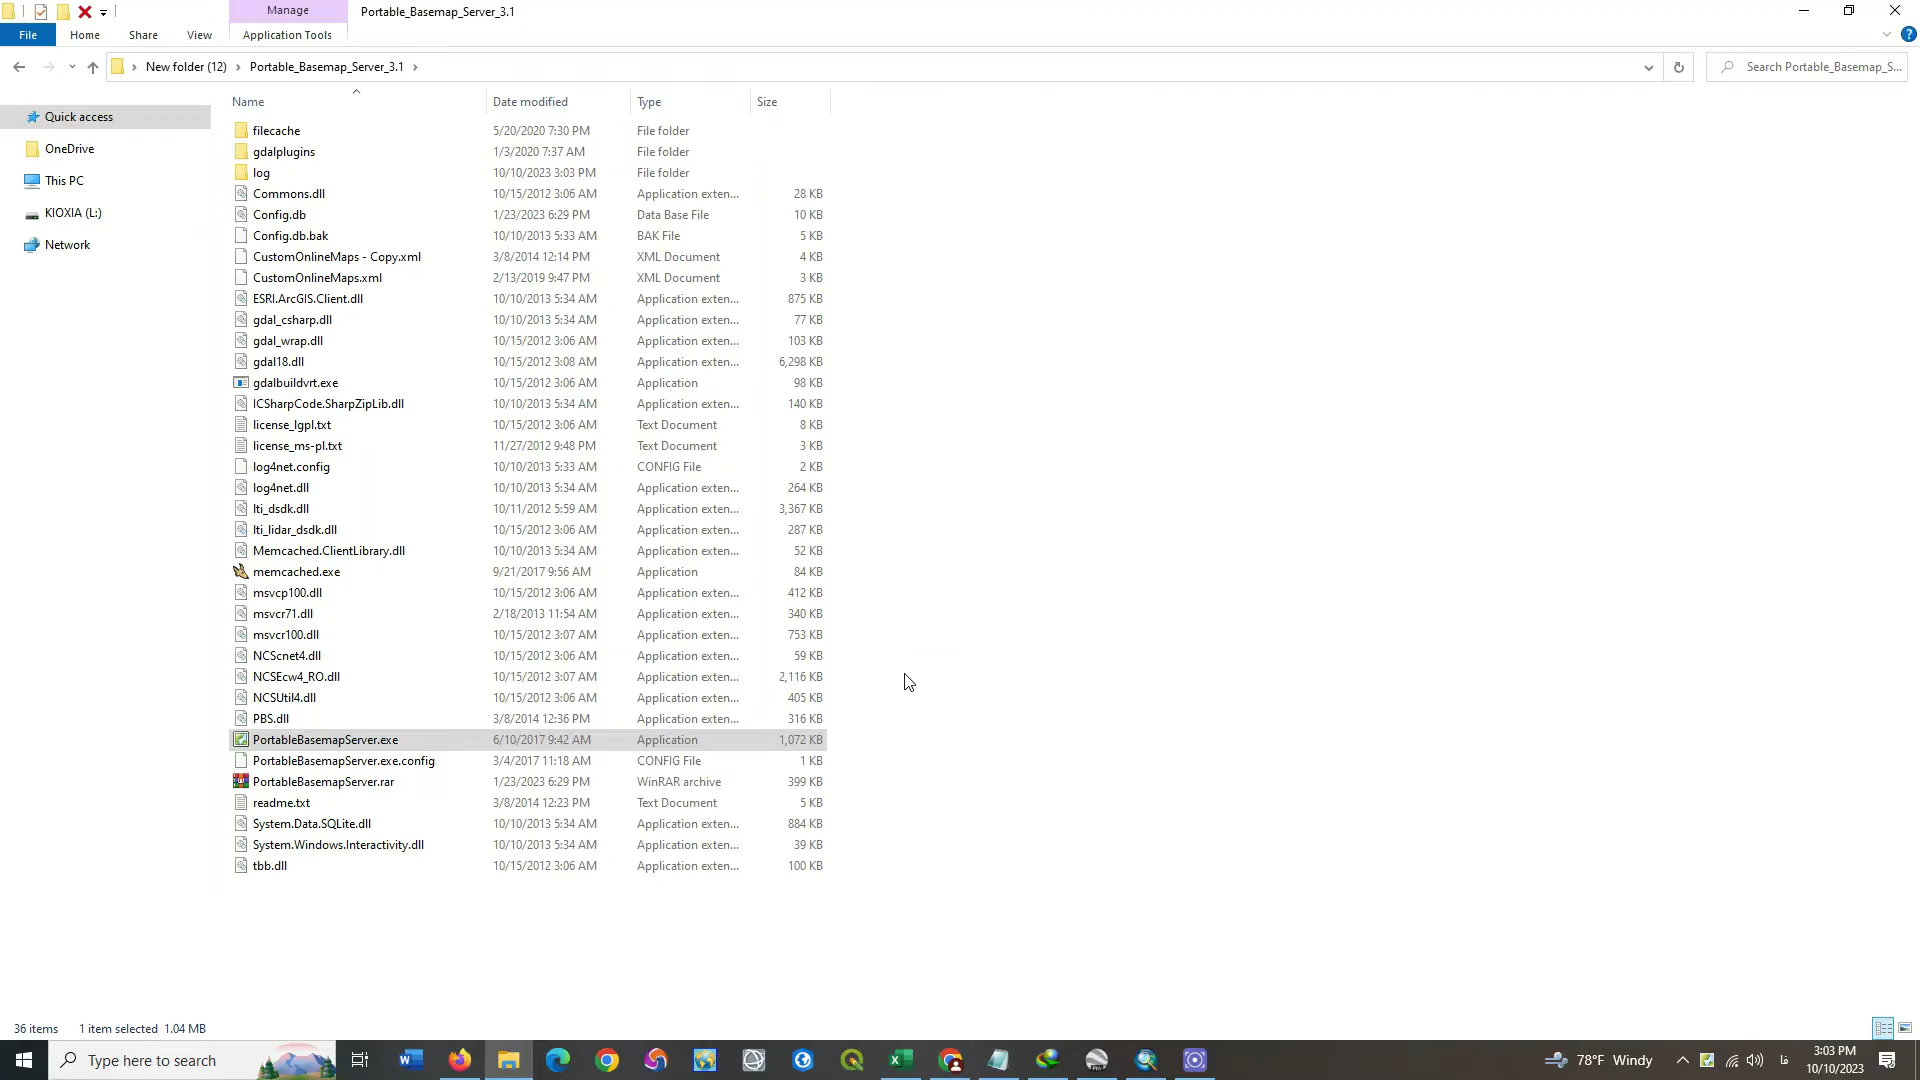 Manage
Portable_Basemap_Server_3.1
File
Home
Share
View
Application Tools
New folder (12)
Portable_Basemap_Server_3.1
Search Portable_Basemap_S...
Name
Date modified
Type
Size
Quick access
OneDrive
This PC
KIOXIA (L:)
Network
filecache 5/20/2020 7:30 PM File folder
gdalplugins 1/3/2020 7:37 AM File folder
log 10/10/2023 3:03 PM File folder
Commons.dll 10/15/2012 3:06 AM Application exten... 28 KB
Config.db 1/23/2023 6:29 PM Data Base File 10 KB
Config.db.bak 10/10/2013 5:33 AM BAK File 5 KB
CustomOnlineMaps - Copy.xml 3/8/2014 12:14 PM XML Document 4 KB
CustomOnlineMaps.xml 2/13/2019 9:47 PM XML Document 3 KB
ESRI.ArcGIS.Client.dll 10/10/2013 5:34 AM Application exten... 875 KB
gdal_csharp.dll 10/10/2013 5:34 AM Application exten... 77 KB
gdal_wrap.dll 10/15/2012 3:06 AM Application exten... 103 KB
gdal18.dll 10/15/2012 3:08 AM Application exten... 6,298 KB
gdalbuildvrt.exe 10/15/2012 3:06 AM Application 98 KB
ICSharpCode.SharpZipLib.dll 10/10/2013 5:34 AM Application exten... 140 KB
license_lgpl.txt 10/15/2012 3:06 AM Text Document 8 KB
license_ms-pl.txt 11/27/2012 9:48 PM Text Document 3 KB
log4net.config 10/10/2013 5:33 AM CONFIG File 2 KB
log4net.dll 10/10/2013 5:34 AM Application exten... 264 KB
lti_dsdk.dll 10/11/2012 5:59 AM Application exten... 3,367 KB
lti_lidar_dsdk.dll 10/15/2012 3:06 AM Application exten... 287 KB
Memcached.ClientLibrary.dll 10/10/2013 5:34 AM Application exten... 52 KB
memcached.exe 9/21/2017 9:56 AM Application 84 KB
msvcp100.dll 10/15/2012 3:06 AM Application exten... 412 KB
msvcr71.dll 2/18/2013 11:54 AM Application exten... 340 KB
msvcr100.dll 10/15/2012 3:07 AM Application exten... 753 KB
NCScnet4.dll 10/15/2012 3:06 AM Application exten... 59 KB
NCSEcw4_RO.dll 10/15/2012 3:07 AM Application exten... 2,116 KB
NCSUtil4.dll 10/15/2012 3:06 AM Application exten... 405 KB
PBS.dll 3/8/2014 12:36 PM Application exten... 316 KB
PortableBasemapServer.exe 6/10/2017 9:42 AM Application 1,072 KB
PortableBasemapServer.exe.config 3/4/2017 11:18 AM CONFIG File 1 KB
PortableBasemapServer.rar 1/23/2023 6:29 PM WinRAR archive 399 KB
readme.txt 3/8/2014 12:23 PM Text Document 5 KB
System.Data.SQLite.dll 10/10/2013 5:34 AM Application exten... 884 KB
System.Windows.Interactivity.dll 10/10/2013 5:34 AM Application exten... 39 KB
tbb.dll 10/15/2012 3:06 AM Application exten... 100 KB
36 items 1 item selected 1.04 MB
Type here to search
78°F Windy
فا
3:03 PM
10/10/2023